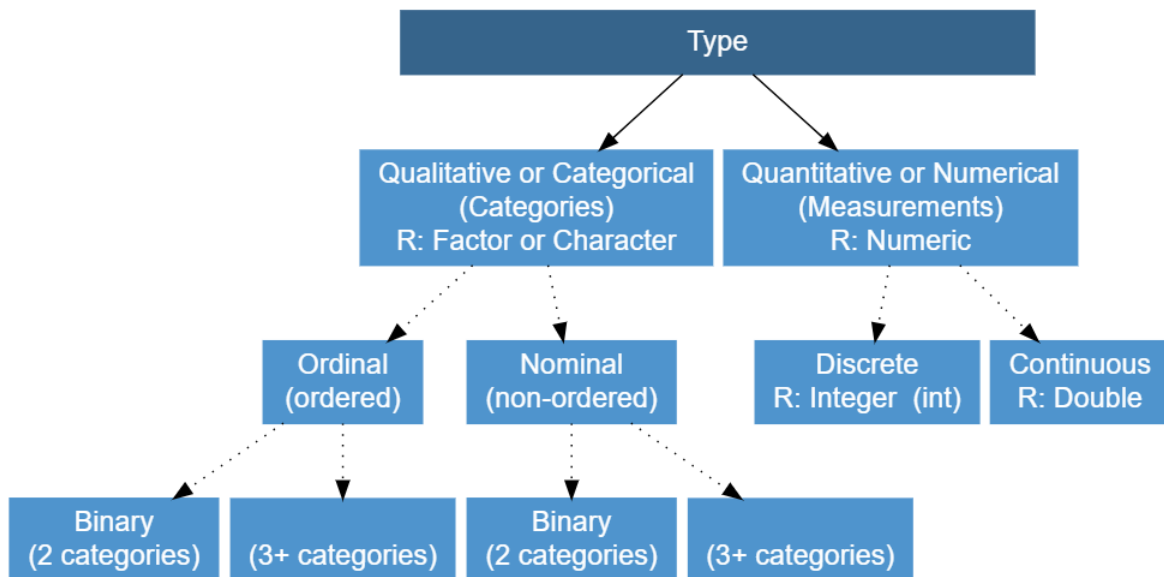 Type
Qualitative or Categorical
(Categories)
R: Factor or Character
Quantitative or Numerical
(Measurements)
R: Numeric
Ordinal
(ordered)
Nominal
(non-ordered)
Discrete
R: Integer  (int)
Continuous
R: Double
Binary
(2 categories)
(3+ categories)
Binary
(2 categories)
(3+ categories)